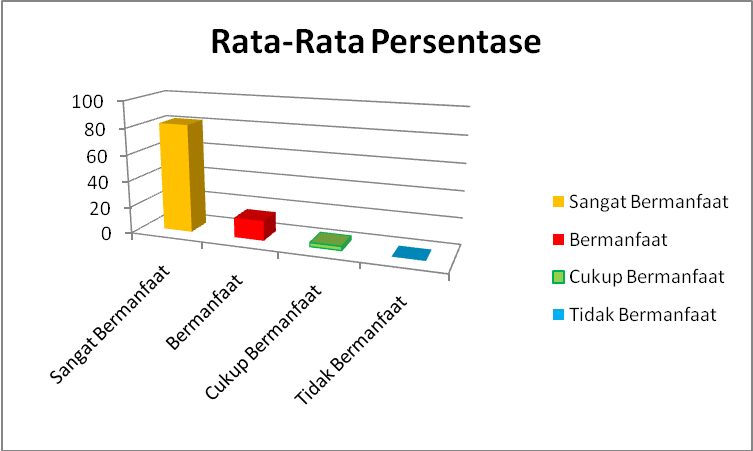 Rata-Rata Persentase
100
80
60
40
20
0
Sangat Bermanfaat
Bermanfaat
Cukup Bermanfaat
Tidak Bermanfaat
Sangat Bermanfaat
Bermanfaat
Cukup Bermanfaat
Tidak Bermanfaat